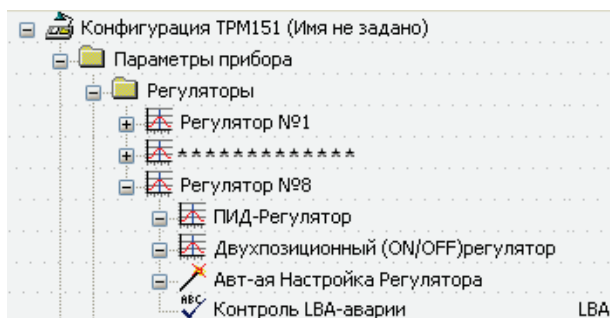 Конфигурация ТРМ151 (Имя не задано)
Параметры прибора
Регуляторы
Регулятор №1
* * * * * * * * * * * * *
Регулятор №8
ПИД-Регулятор
Двухпозиционный (ON/OFF)регулятор
Авт-ая Настройка Регулятора
ABC Контроль LBA-аварии LBA